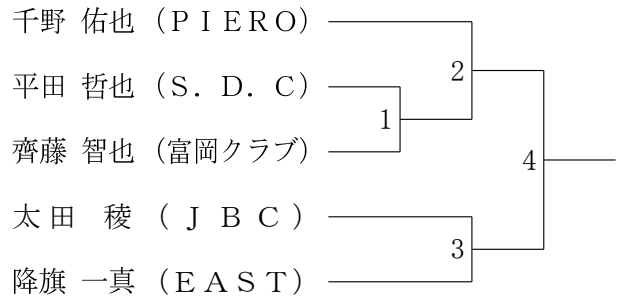 千野 佑也 （ＰＩＥＲＯ）
平田 哲也 （Ｓ．Ｄ．Ｃ）
齊藤 智也 （富岡クラブ）
太田 稜 （ＪＢＣ）
降旗 一真 （ＥＡＳＴ）
1
2
3
4